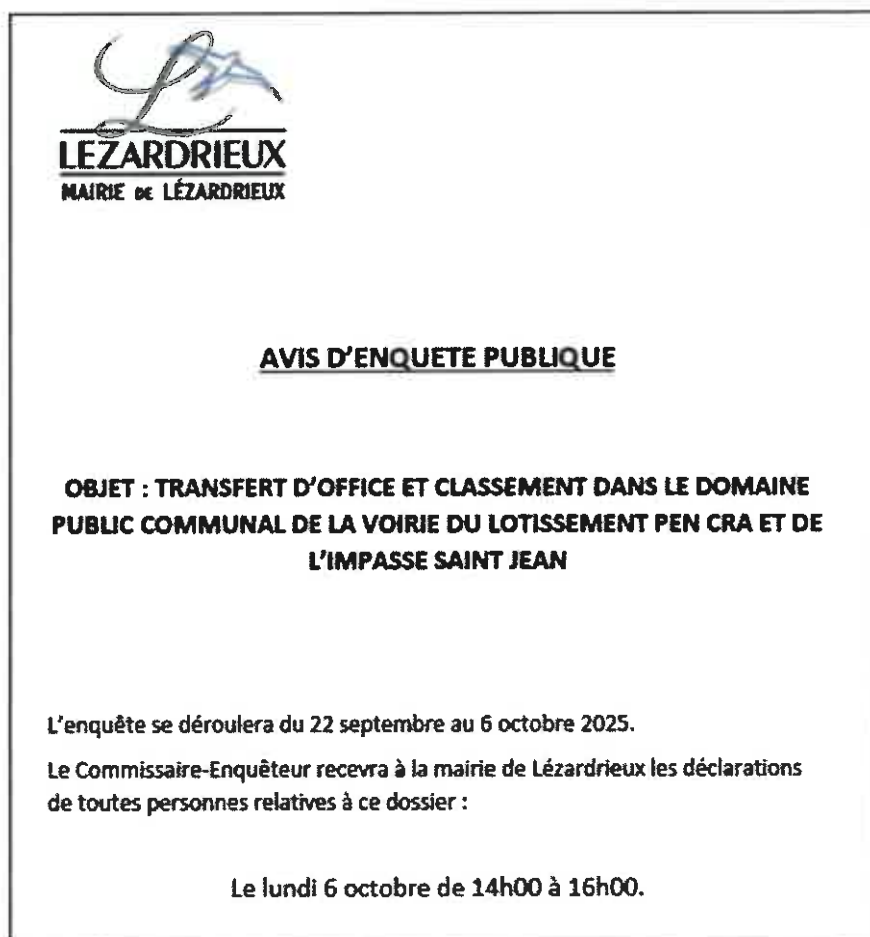 L
LEZARDRIEUX
MAIRIE DE LÉZARDRIEUX
AVIS D'ENQUETE PUBLIQUE
OBJET : TRANSFERT D'OFFICE ET CLASSEMENT DANS LE DOMAINE
PUBLIC COMMUNAL DE LA VOIRIE DU LOTISSEMENT PEN CRA ET DE
L'IMPASSE SAINT JEAN
L'enquête se déroulera du 22 septembre au 6 octobre 2025.
Le Commissaire-Enquêteur recevra à la mairie de Lézardrieux les déclarations
de toutes personnes relatives à ce dossier :
Le lundi 6 octobre de 14h00 à 16h00.